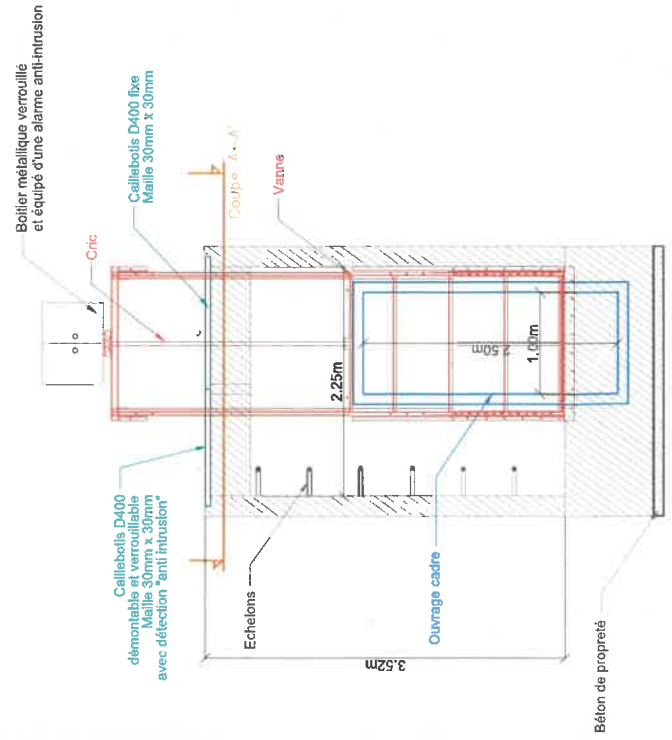 Boitier métallique verrouillé
et équipé d'une alarme anti-intrusion
Cric
Caillebotis D400 fixe
Maille 30mm x 30mm
Coupe A-A'
Vanne
Caillebotis D400
démontable et verrouillable
Maille 30mm x 30mm
avec détection "anti intrusion"
2.25m
2.50m
1.00m
Echelons
Ouvrage cadre
3.52m
Béton de propreté